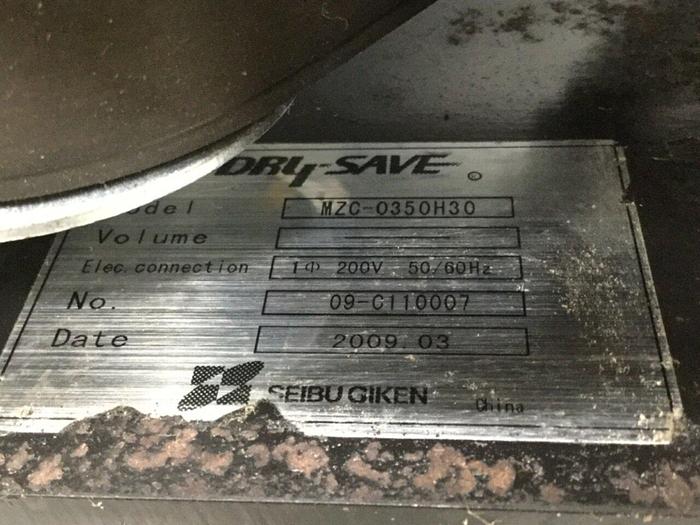 DRY-SAVE ®
Model MZC-0350H30
Volume
Elec.connection 1Φ 200V 50/60Hz
No. 09-C110007
Date 2009.03
SEIBU GIKEN China